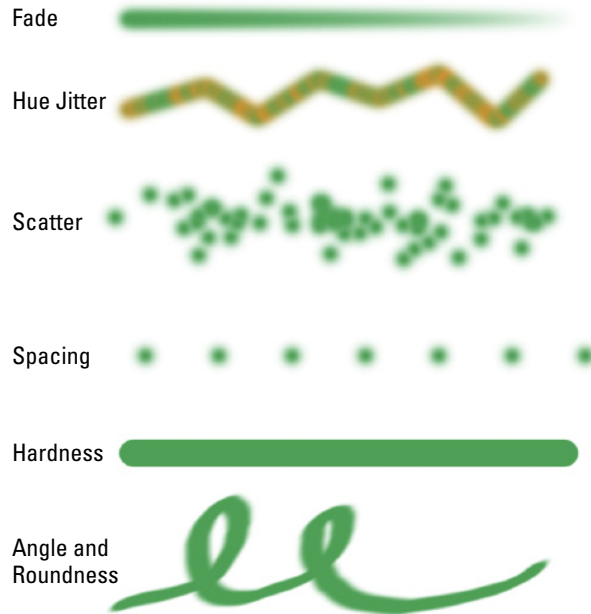 Fade
Hue Jitter
Scatter
Spacing
Hardness
Angle and
Roundness